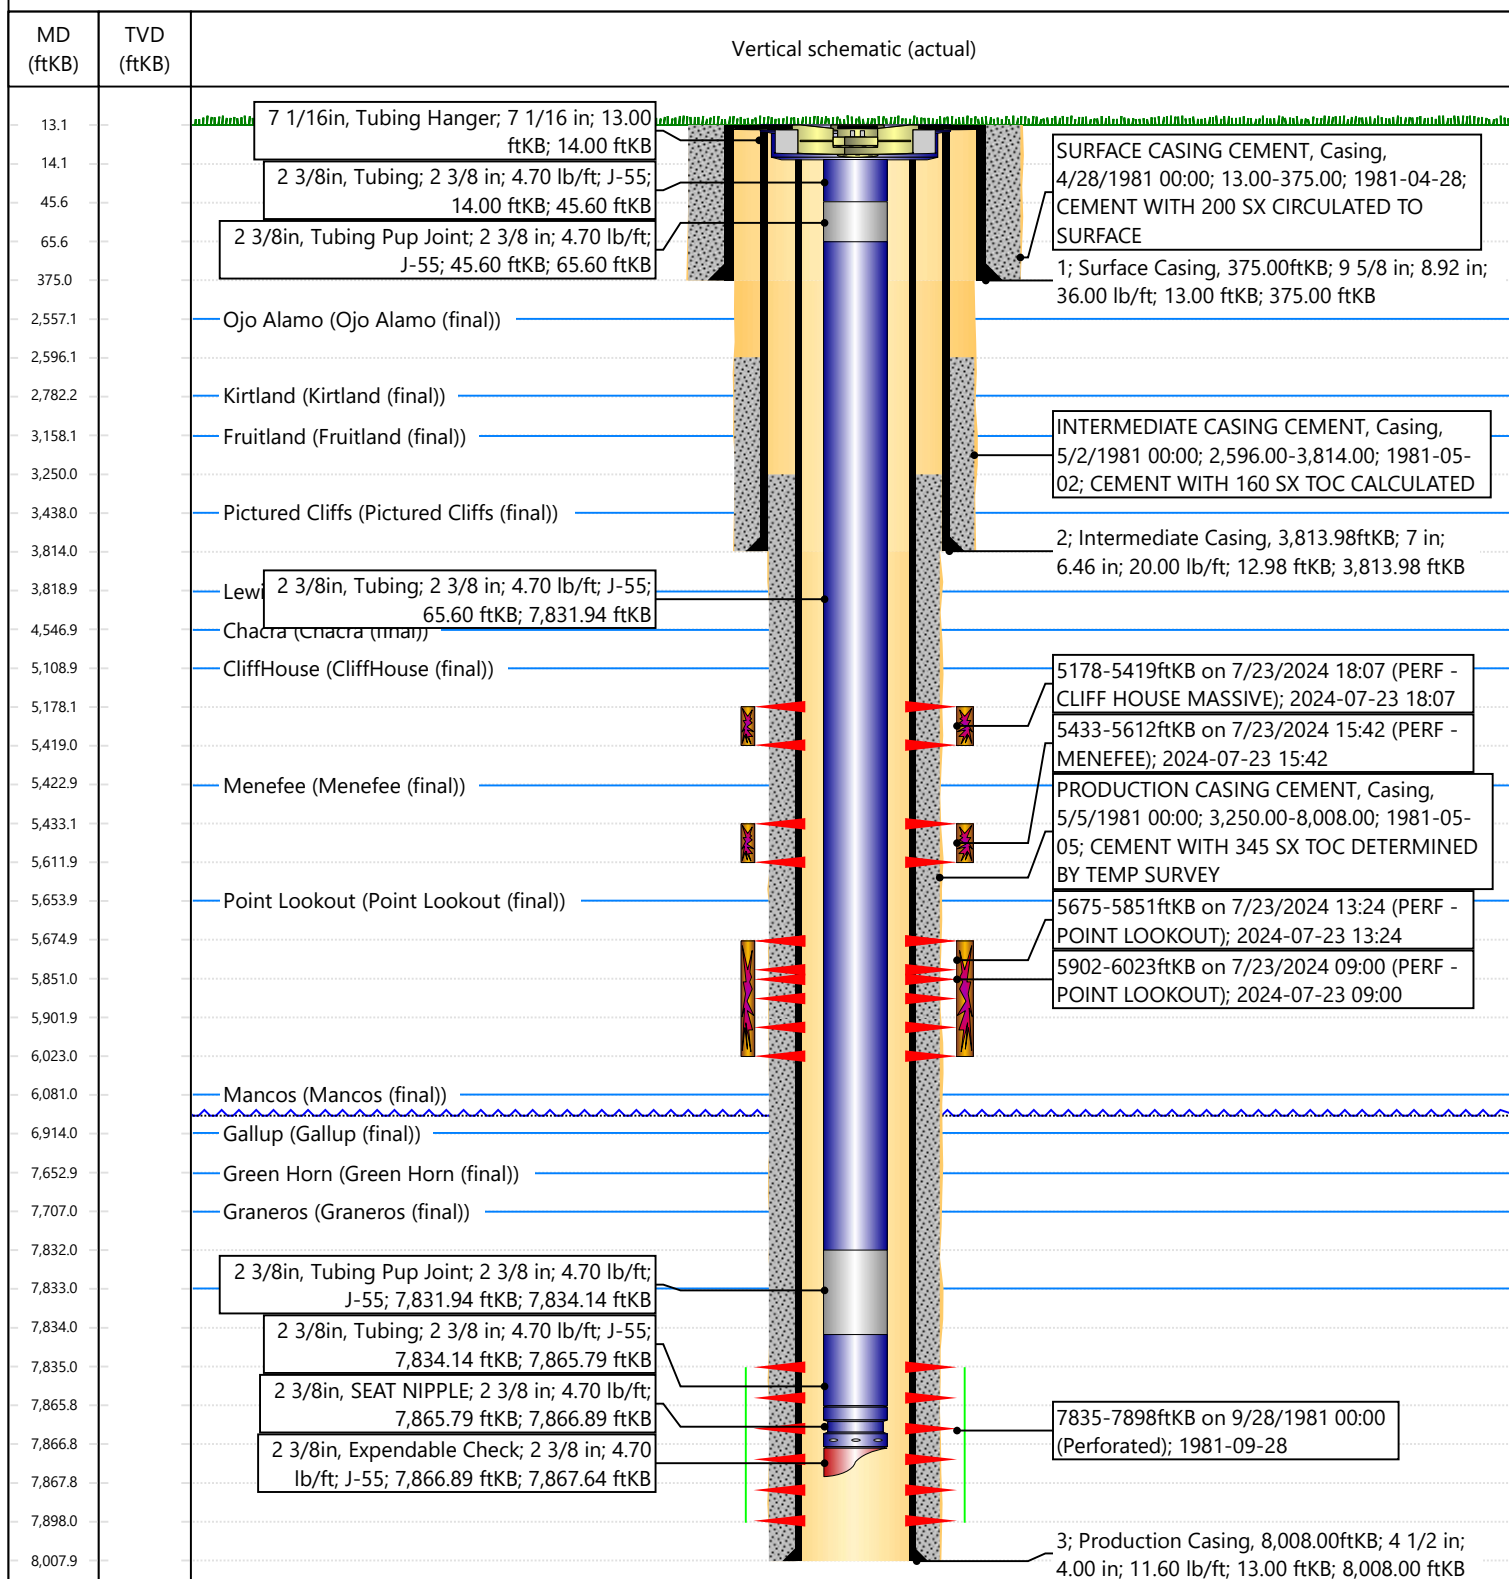 MD
(ftKB)
TVD
(ftKB)
Vertical schematic (actual)
13.1
14.1
45.6
65.6
375.0
2,557.1
2,596.1
2,782.2
3,158.1
3,250.0
3,438.0
3,814.0
3,818.9
4,546.9
5,108.9
5,178.1
5,419.0
5,422.9
5,433.1
5,611.9
5,653.9
5,674.9
5,851.0
5,901.9
6,023.0
6,081.0
6,914.0
7,652.9
7,707.0
7,832.0
7,833.0
7,834.0
7,835.0
7,865.8
7,866.8
7,867.8
7,898.0
8,007.9
7 1/16in, Tubing Hanger; 7 1/16 in; 13.00
ftKB; 14.00 ftKB
2 3/8in, Tubing; 2 3/8 in; 4.70 lb/ft; J-55;
14.00 ftKB; 45.60 ftKB
2 3/8in, Tubing Pup Joint; 2 3/8 in; 4.70 lb/ft;
J-55; 45.60 ftKB; 65.60 ftKB
Ojo Alamo (Ojo Alamo (final))
Kirtland (Kirtland (final))
Fruitland (Fruitland (final))
Pictured Cliffs (Pictured Cliffs (final))
Lewi
2 3/8in, Tubing; 2 3/8 in; 4.70 lb/ft; J-55;
65.60 ftKB; 7,831.94 ftKB
Chacra (Chacra (final))
CliffHouse (CliffHouse (final))
Menefee (Menefee (final))
Point Lookout (Point Lookout (final))
Mancos (Mancos (final))
Gallup (Gallup (final))
Green Horn (Green Horn (final))
Graneros (Graneros (final))
2 3/8in, Tubing Pup Joint; 2 3/8 in; 4.70 lb/ft;
J-55; 7,831.94 ftKB; 7,834.14 ftKB
2 3/8in, Tubing; 2 3/8 in; 4.70 lb/ft; J-55;
7,834.14 ftKB; 7,865.79 ftKB
2 3/8in, SEAT NIPPLE; 2 3/8 in; 4.70 lb/ft;
7,865.79 ftKB; 7,866.89 ftKB
2 3/8in, Expendable Check; 2 3/8 in; 4.70
lb/ft; J-55; 7,866.89 ftKB; 7,867.64 ftKB
SURFACE CASING CEMENT, Casing,
4/28/1981 00:00; 13.00-375.00; 1981-04-28;
CEMENT WITH 200 SX CIRCULATED TO
SURFACE
1; Surface Casing, 375.00ftKB; 9 5/8 in; 8.92 in;
36.00 lb/ft; 13.00 ftKB; 375.00 ftKB
INTERMEDIATE CASING CEMENT, Casing,
5/2/1981 00:00; 2,596.00-3,814.00; 1981-05-
02; CEMENT WITH 160 SX TOC CALCULATED
2; Intermediate Casing, 3,813.98ftKB; 7 in;
6.46 in; 20.00 lb/ft; 12.98 ftKB; 3,813.98 ftKB
5178-5419ftKB on 7/23/2024 18:07 (PERF -
CLIFF HOUSE MASSIVE); 2024-07-23 18:07
5433-5612ftKB on 7/23/2024 15:42 (PERF -
MENEFEE); 2024-07-23 15:42
PRODUCTION CASING CEMENT, Casing,
5/5/1981 00:00; 3,250.00-8,008.00; 1981-05-
05; CEMENT WITH 345 SX TOC DETERMINED
BY TEMP SURVEY
5675-5851ftKB on 7/23/2024 13:24 (PERF -
POINT LOOKOUT); 2024-07-23 13:24
5902-6023ftKB on 7/23/2024 09:00 (PERF -
POINT LOOKOUT); 2024-07-23 09:00
7835-7898ftKB on 9/28/1981 00:00
(Perforated); 1981-09-28
3; Production Casing, 8,008.00ftKB; 4 1/2 in;
4.00 in; 11.60 lb/ft; 13.00 ftKB; 8,008.00 ftKB